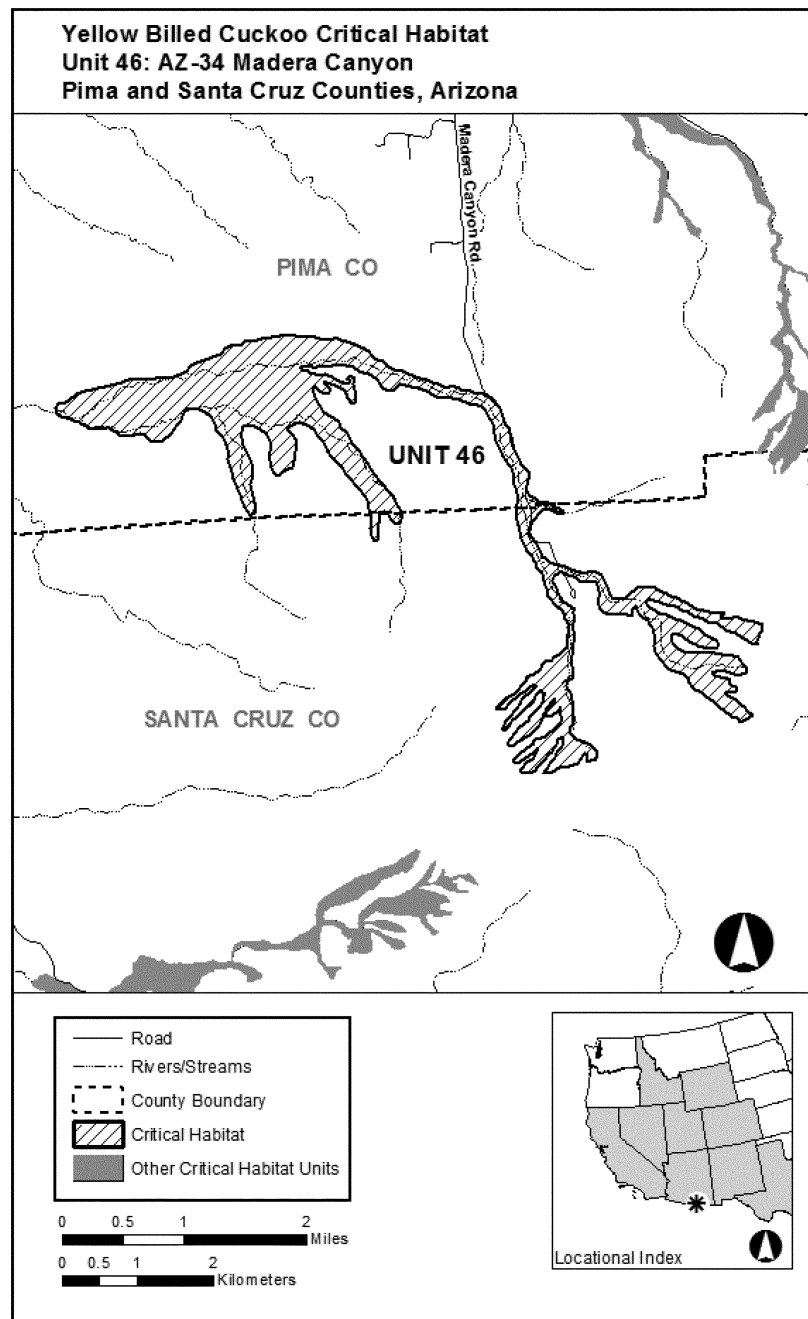 Yellow Billed Cuckoo Critical Habitat
Unit 46: AZ-34 Madera Canyon
Pima and Santa Cruz Counties, Arizona
Madera Canyon Rd.
PIMA CO
UNIT 46
SANTA CRUZ CO
Road
Rivers/Streams
County Boundary
Critical Habitat
Other Critical Habitat Units
0 0.5 1 2
Miles
0 0.5 1 2
Kilometers
Locational Index